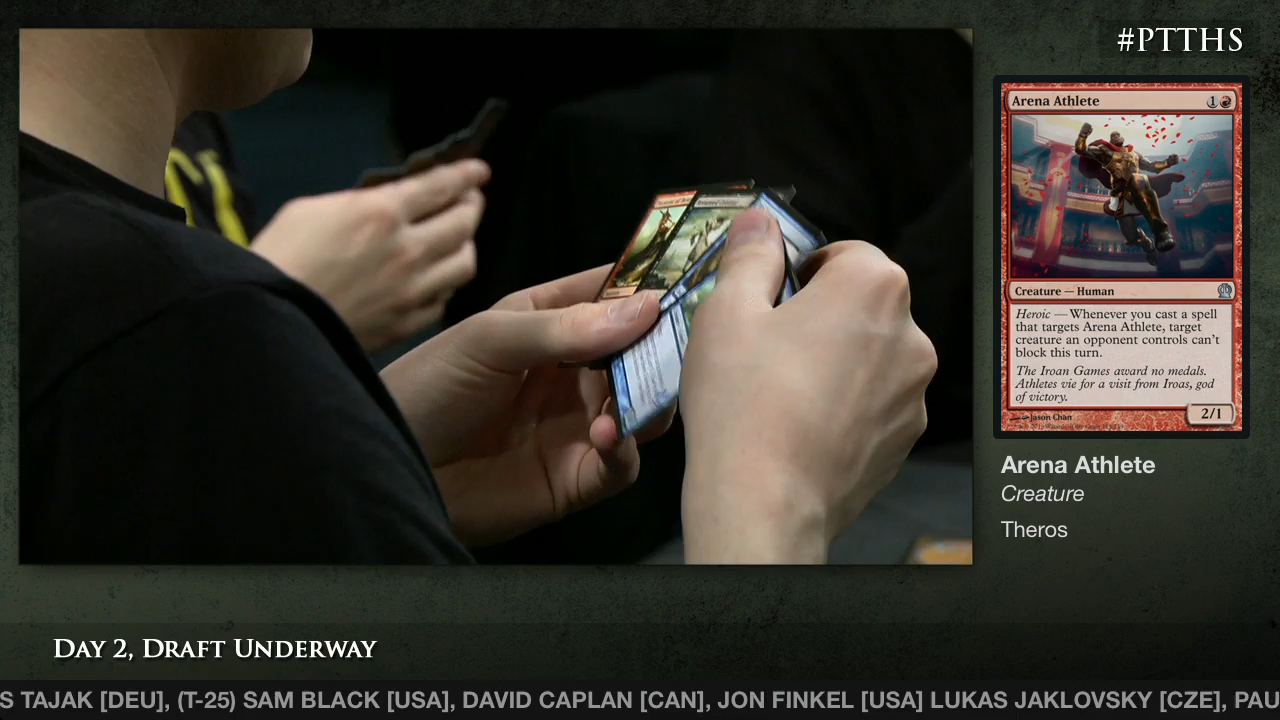 #PTTHS
Arena Athlete
1
Creature — Human
Heroic — Whenever you cast a spell
that targets Arena Athlete, target
creature an opponent controls can't
block this turn.
The Iroan Games award no medals.
Athletes vie for a visit from Iroas, god
of victory.
2/1
Jason Chan
Arena Athlete
Creature
Theros
DAY 2, DRAFT UNDERWAY
S TAJAK [DEU], (T-25) SAM BLACK [USA], DAVID CAPLAN [CAN], JON FINKEL [USA] LUKAS JAKLOVSKY [CZE], PAU